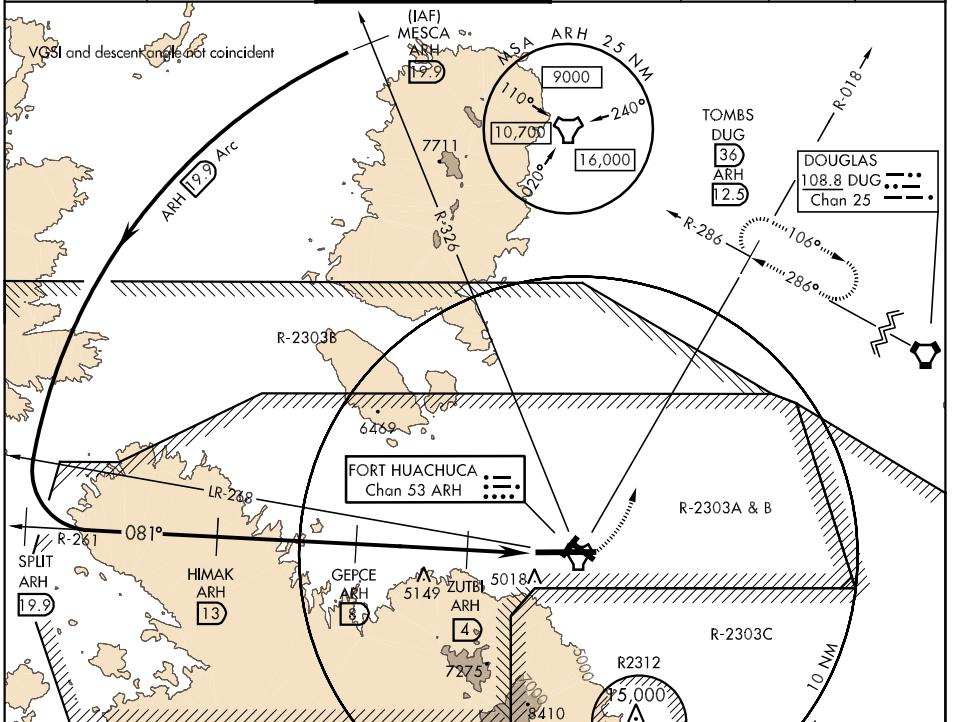 (IAF)
MESCA
ARH
19.9
VGSI and descent angle not coincident
MSA ARH 25 NM
9000
110°
240°
10,700
16,000
020°
R-018
TOMBS
DUG
36
ARH
12.5
DOUGLAS
108.8 DUG
Chan 25
7711
ARH 19.9 Arc
R-326
R-286
106°
286°
R-2303B
6469
FORT HUACHUCA
Chan 53 ARH
LR-268
R-2303A & B
R-261
081°
SPLIT
ARH
19.9
HIMAK
ARH
13
GEPCE
ARH
8
5149
ZUTBI
ARH
4
5018
R-2303C
7275
5000
7000
8410
R2312
15,000
10 NM